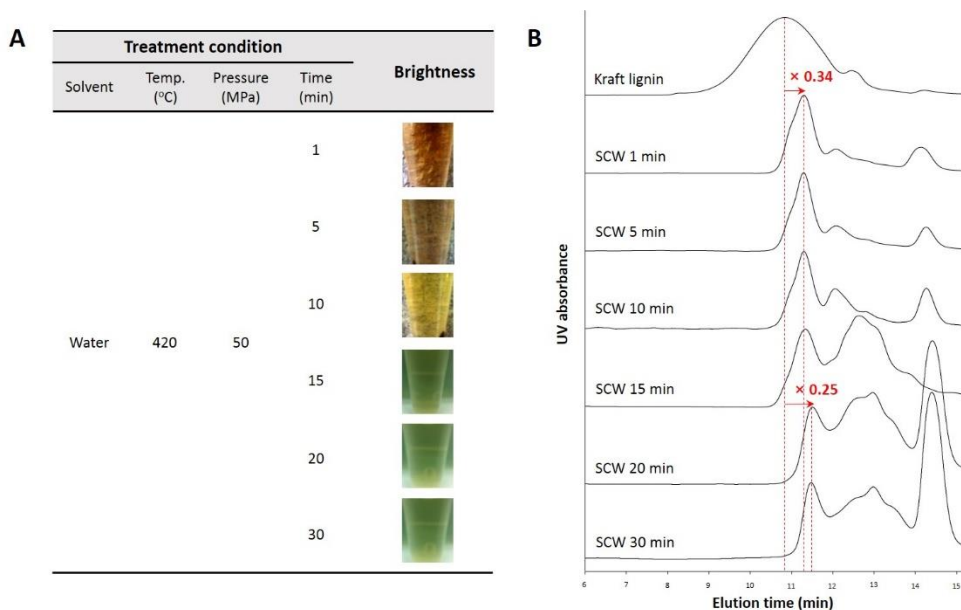 A
Treatment condition
Brightness
Solvent
Temp.
(°C)
Pressure
(MPa)
Time
(min)
1
5
10
Water 420 50
15
20
30
B
Kraft lignin
× 0.34
SCW 1 min
SCW 5 min
SCW 10 min
SCW 15 min
× 0.25
SCW 20 min
SCW 30 min
UV absorbance
6 7 8 9 10 11 12 13 14 15
Elution time (min)